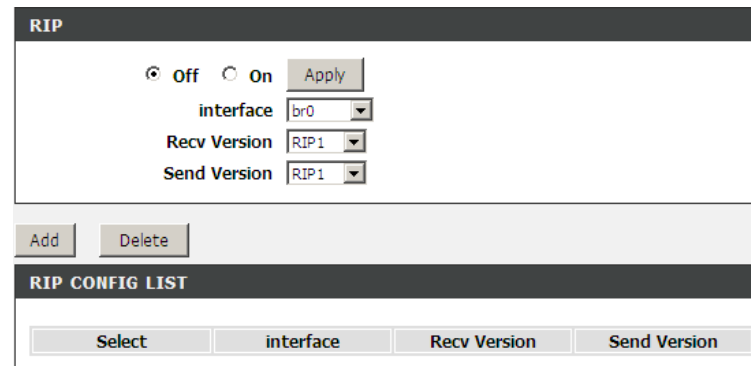 RIP
Off On Apply
interface br0
Recv Version RIP1
Send Version RIP1
Add Delete
RIP CONFIG LIST
Select interface Recv Version Send Version